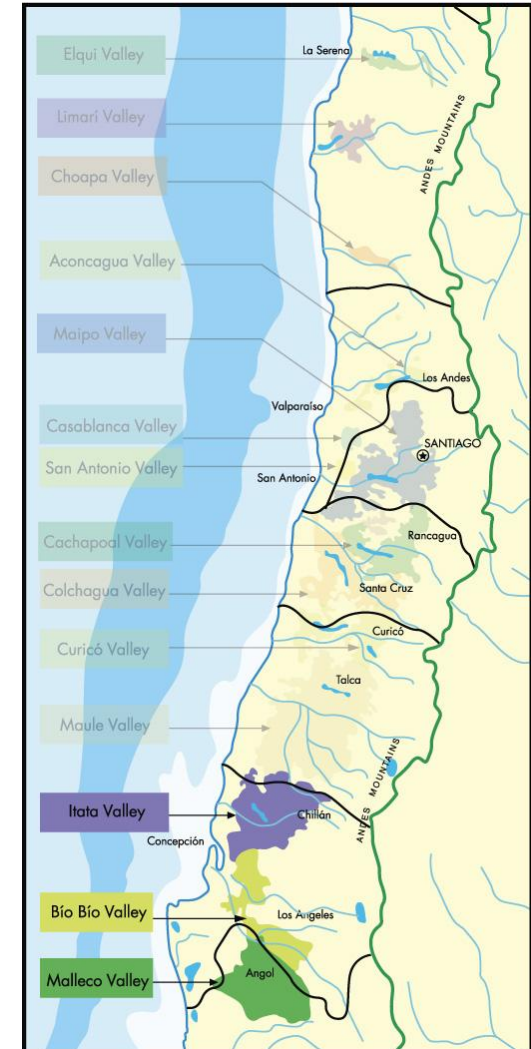 Elqui Valley
La Serena
Limarí Valley
ANDES MOUNTAINS
Choapa Valley
Aconcagua Valley
Maipo Valley
Los Andes
Valparaíso
Casablanca Valley
SANTIAGO
San Antonio Valley
San Antonio
Cachapoal Valley
Rancagua
Colchagua Valley
Santa Cruz
Curicó
Curicó Valley
Talca
Maule Valley
ANDES MOUNTAINS
Itata Valley
Chillán
Concepción
Bío Bío Valley
Los Ángeles
Malleco Valley
Angol